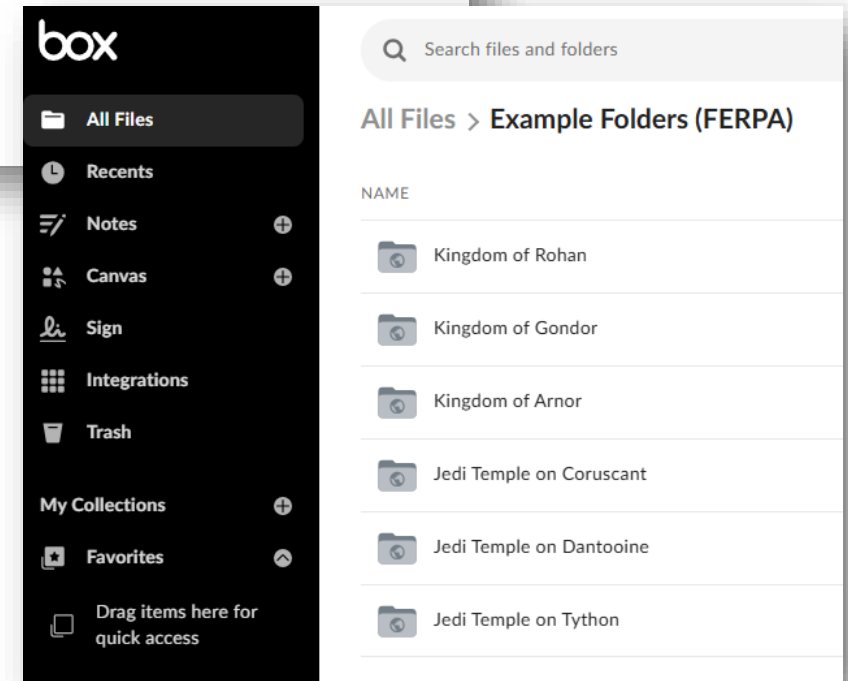 box
All Files
Recents
Notes
Canvas
Sign
Integrations
Trash
My Collections
Favorites
Drag items here for
quick access
Search files and folders
All Files > Example Folders (FERPA)
NAME
Kingdom of Rohan
Kingdom of Gondor
Kingdom of Arnor
Jedi Temple on Coruscant
Jedi Temple on Dantooine
Jedi Temple on Tython